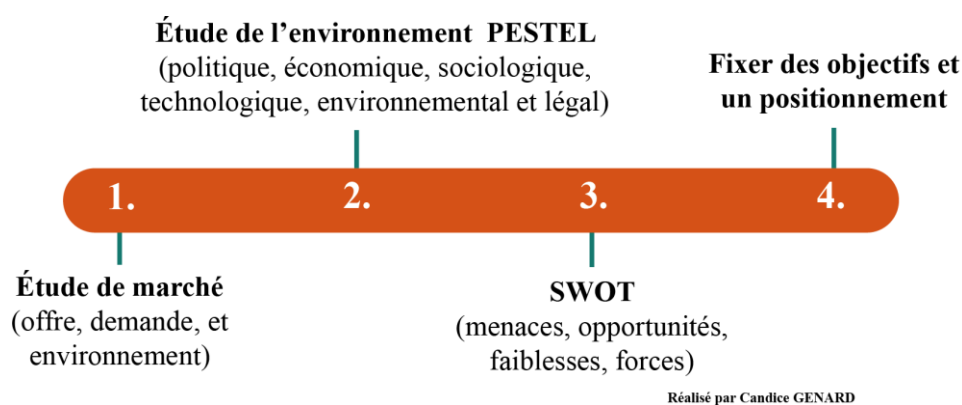 Étude de l’environnement PESTEL
(politique, économique, sociologique,
technologique, environnemental et légal)
Fixer des objectifs et
un positionnement
1.
2.
3.
4.
Étude de marché
(offre, demande, et
environnement)
SWOT
(menaces, opportunités,
faiblesses, forces)
Réalisé par Candice GENARD